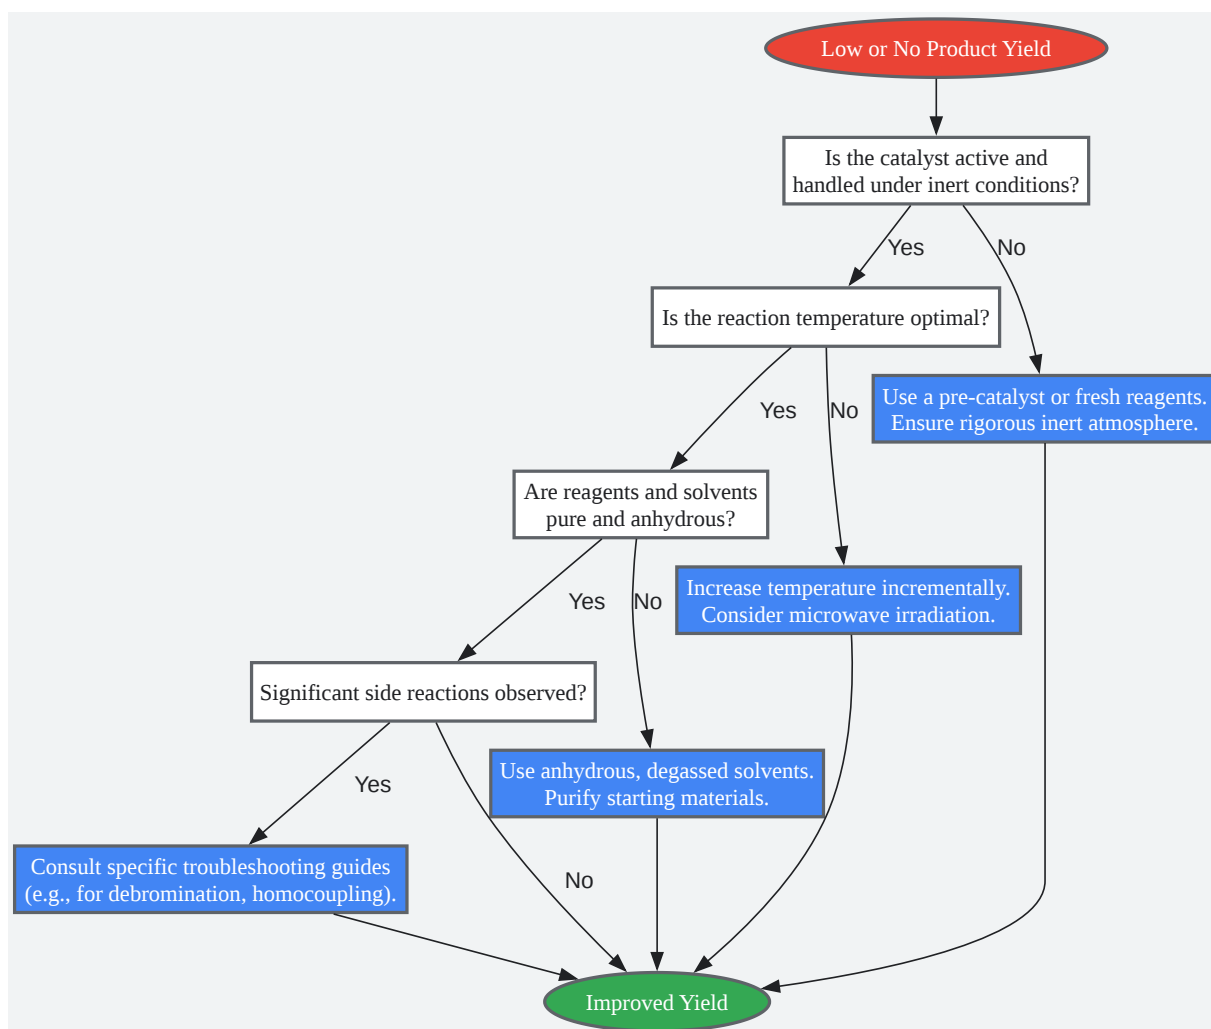 Low or No Product Yield
Is the catalyst active and
handled under inert conditions?
Yes
No
Is the reaction temperature optimal?
Use a pre-catalyst or fresh reagents.
Ensure rigorous inert atmosphere.
Yes
No
Are reagents and solvents
pure and anhydrous?
Increase temperature incrementally.
Consider microwave irradiation.
Yes
No
Significant side reactions observed?
Use anhydrous, degassed solvents.
Purify starting materials.
Yes
No
Consult specific troubleshooting guides
(e.g., for debromination, homocoupling).
Improved Yield